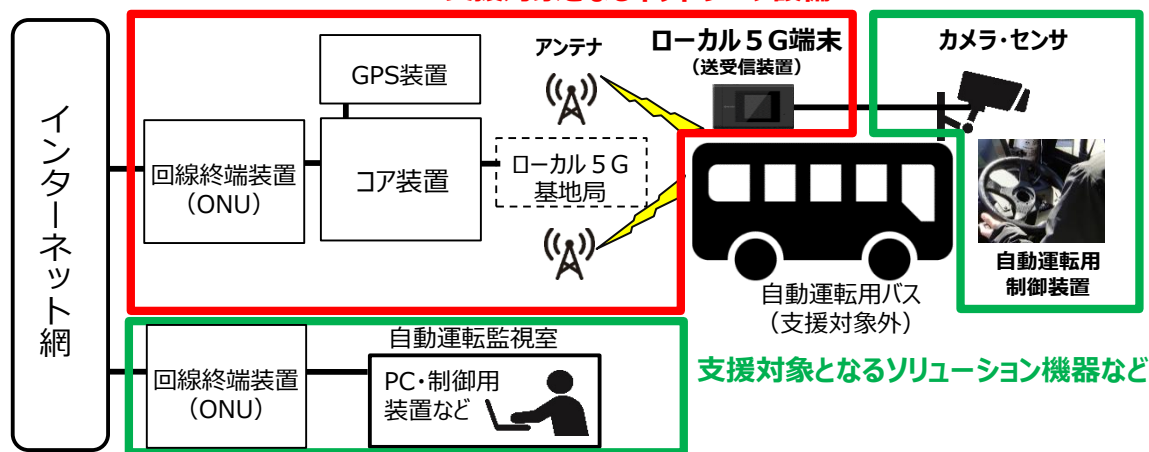 アンテナ
ローカル５Ｇ端末
（送受信装置）
カメラ・センサ
GPS装置
インターネット網
回線終端装置
（ONU）
コア装置
ローカル５Ｇ
基地局
自動運転用
制御装置
自動運転用バス
（支援対象外）
自動運転監視室
回線終端装置
（ONU）
PC・制御用
装置など
支援対象となるソリューション機器など